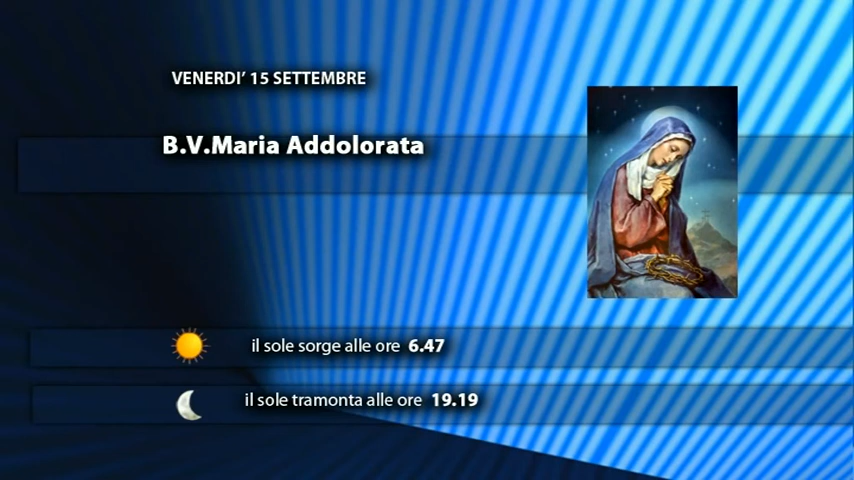 VENERDI’ 15 SETTEMBRE
B.V.Maria Addolorata
il sole sorge alle ore 6.47
il sole tramonta alle ore 19.19